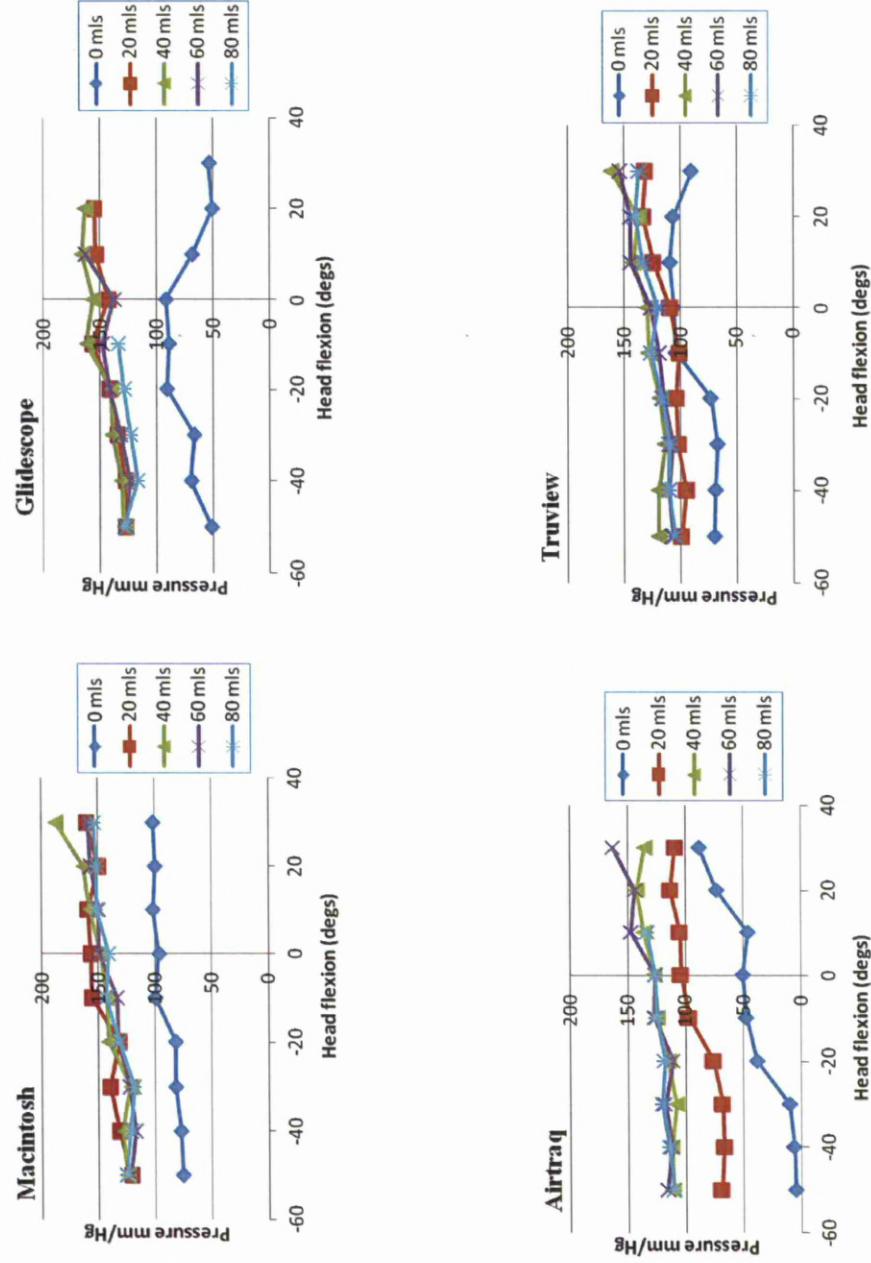 Macintosh
Pressure mm/Hg
200
150
100
50
0
-60
-40
-20
0
20
40
Head flexion (degs)
0 mls
20 mls
40 mls
60 mls
80 mls
Glidescope
Pressure mm/Hg
200
150
100
50
0
-60
-40
-20
0
20
40
Head flexion (degs)
0 mls
20 mls
40 mls
60 mls
80 mls
Airtraq
Pressure mm/Hg
200
150
100
50
0
-60
-40
-20
0
20
40
Head flexion (degs)
0 mls
20 mls
40 mls
60 mls
80 mls
Truview
Pressure mm/Hg
200
150
100
50
0
-60
-40
-20
0
20
40
Head flexion (degs)
0 mls
20 mls
40 mls
60 mls
80 mls